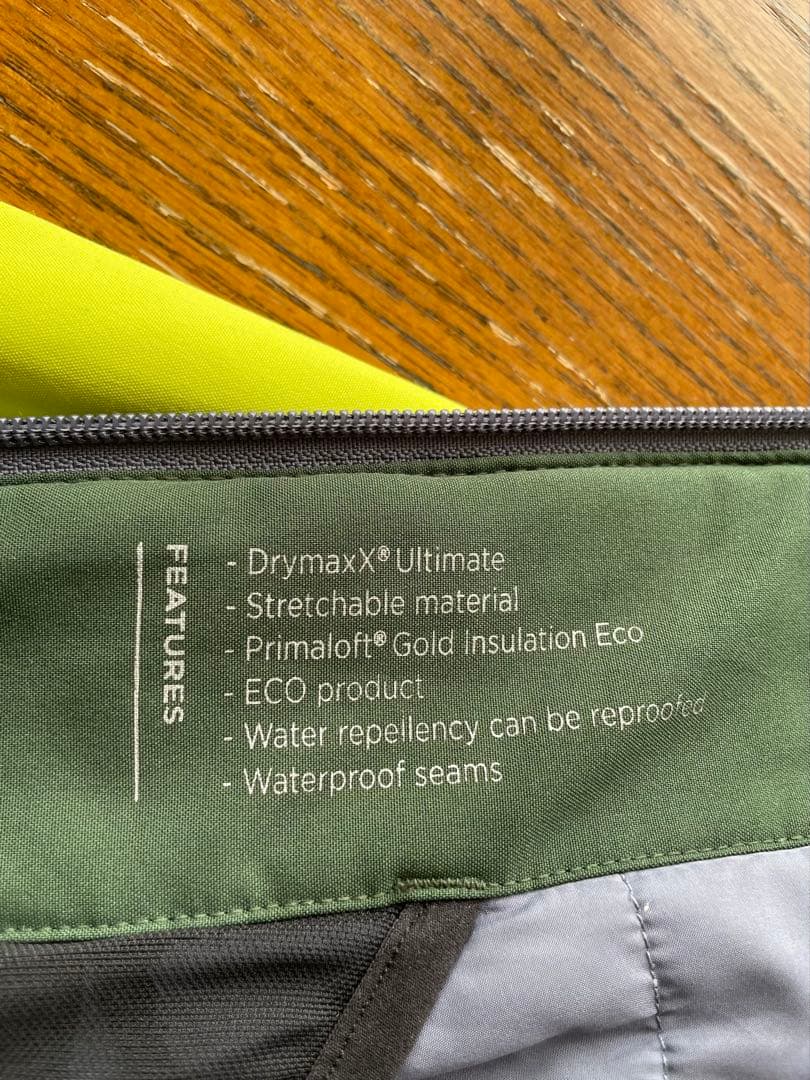 FEATURES
- DrymaxX® Ultimate
- Stretchable material
- Primaloft® Gold Insulation Eco
- ECO product
- Water repellency can be reproofed
- Waterproof seams